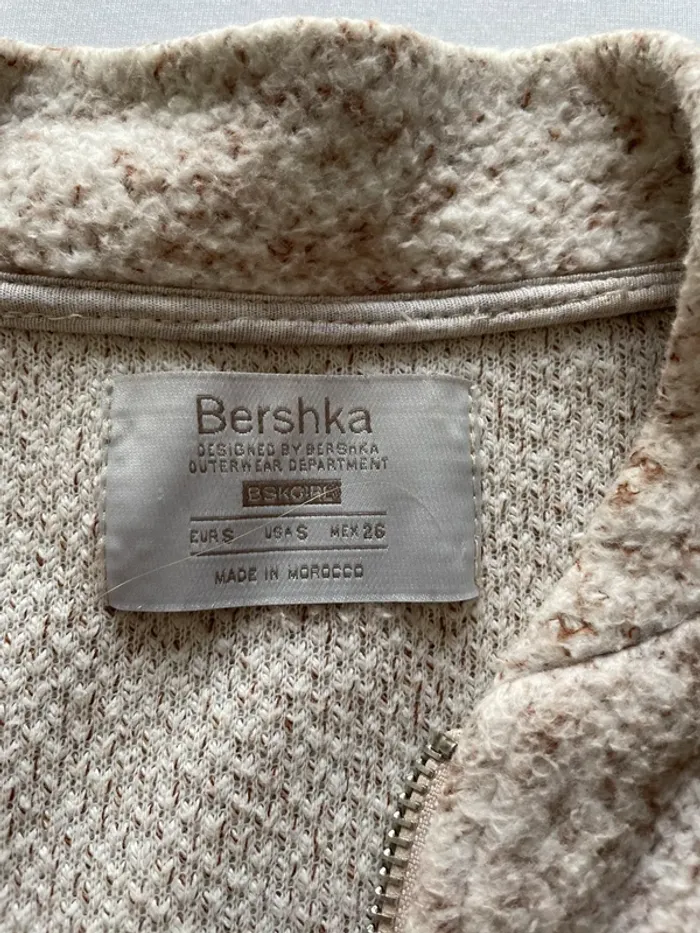 Bershka
DESIGNED BY BERSHKA
OUTERWEAR DEPARTMENT
BSKGIRL
EUR S USA S MEX 26
MADE IN MOROCCO